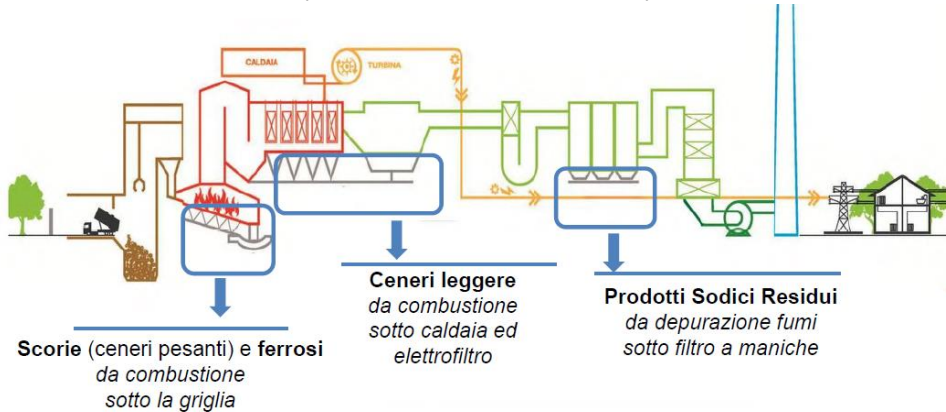 CALDAIA
TURBINA
Ceneri leggere
da combustione
sotto caldaia ed
elettrofiltro
Prodotti Sodici Residui
da depurazione fumi
sotto filtro a maniche
Scorie (ceneri pesanti) e ferrosi
da combustione
sotto la griglia